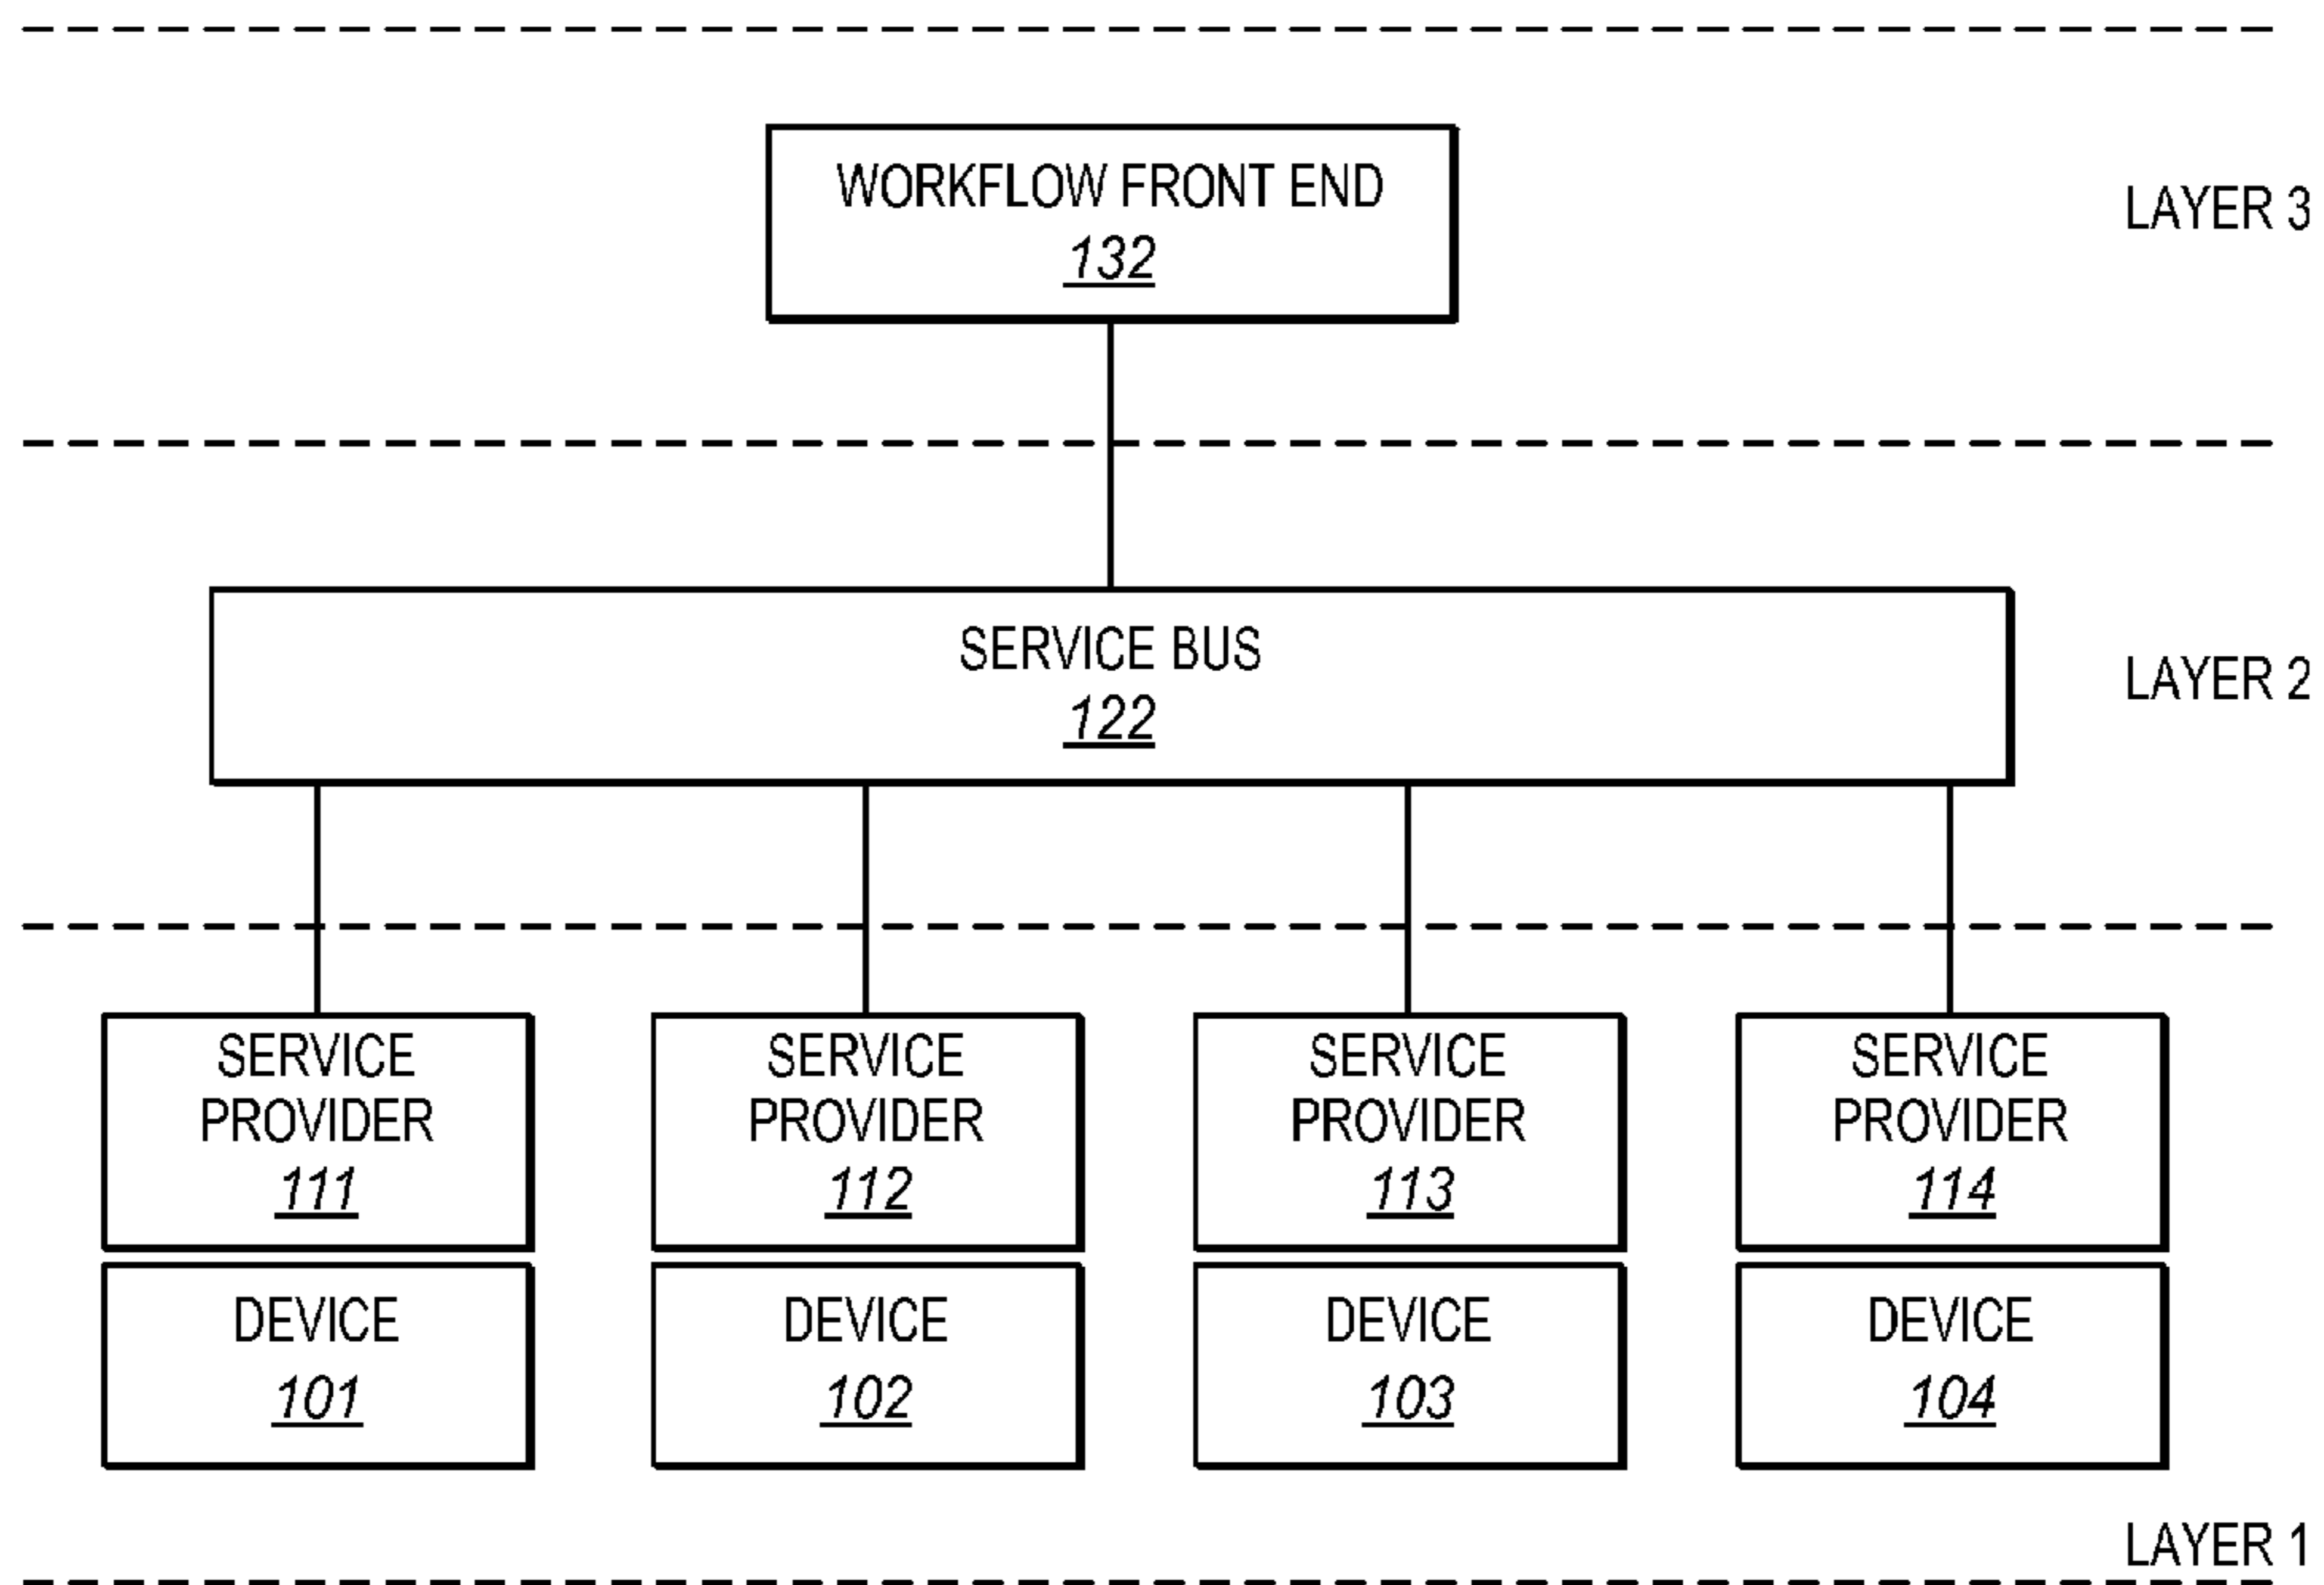 WORKFLOW FRONT END
132
LAYER 3
SERVICE BUS
122
LAYER 2
SERVICE
PROVIDER
111
SERVICE
PROVIDER
112
SERVICE
PROVIDER
113
SERVICE
PROVIDER
114
DEVICE
101
DEVICE
102
DEVICE
103
DEVICE
104
LAYER 1